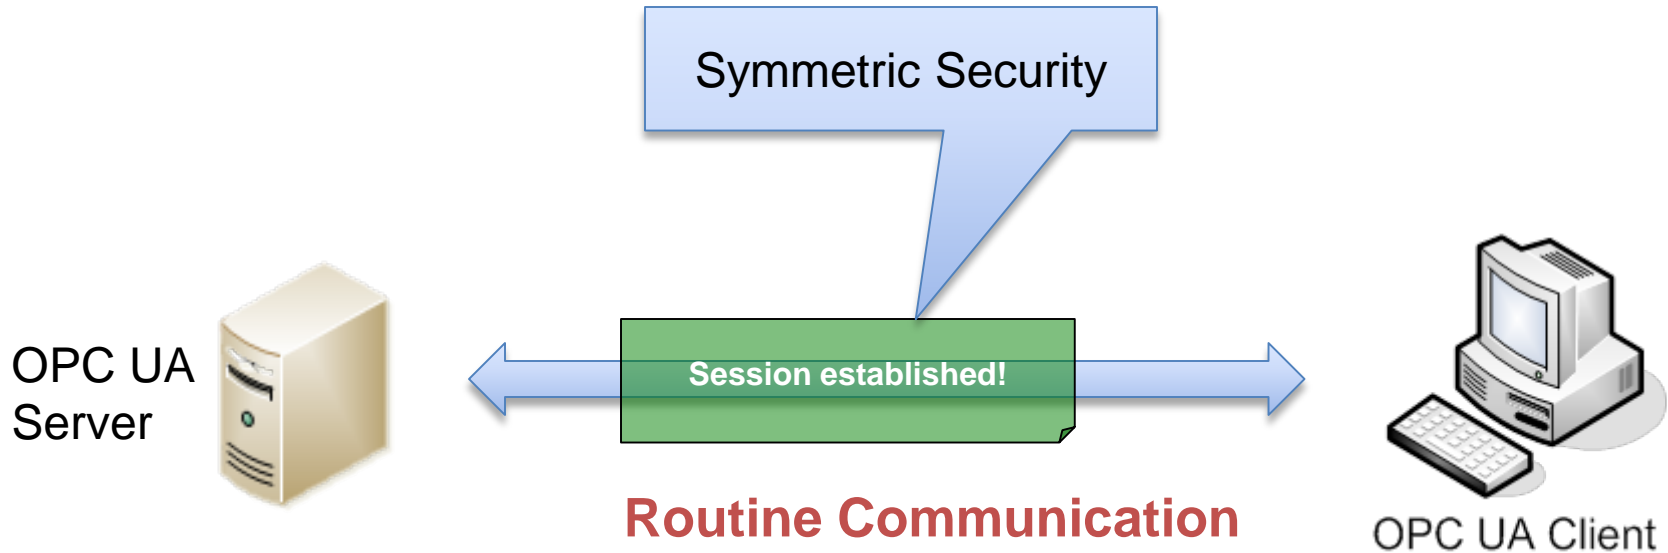 Symmetric Security
OPC UA
Server
Session established!
Routine Communication
OPC UA Client